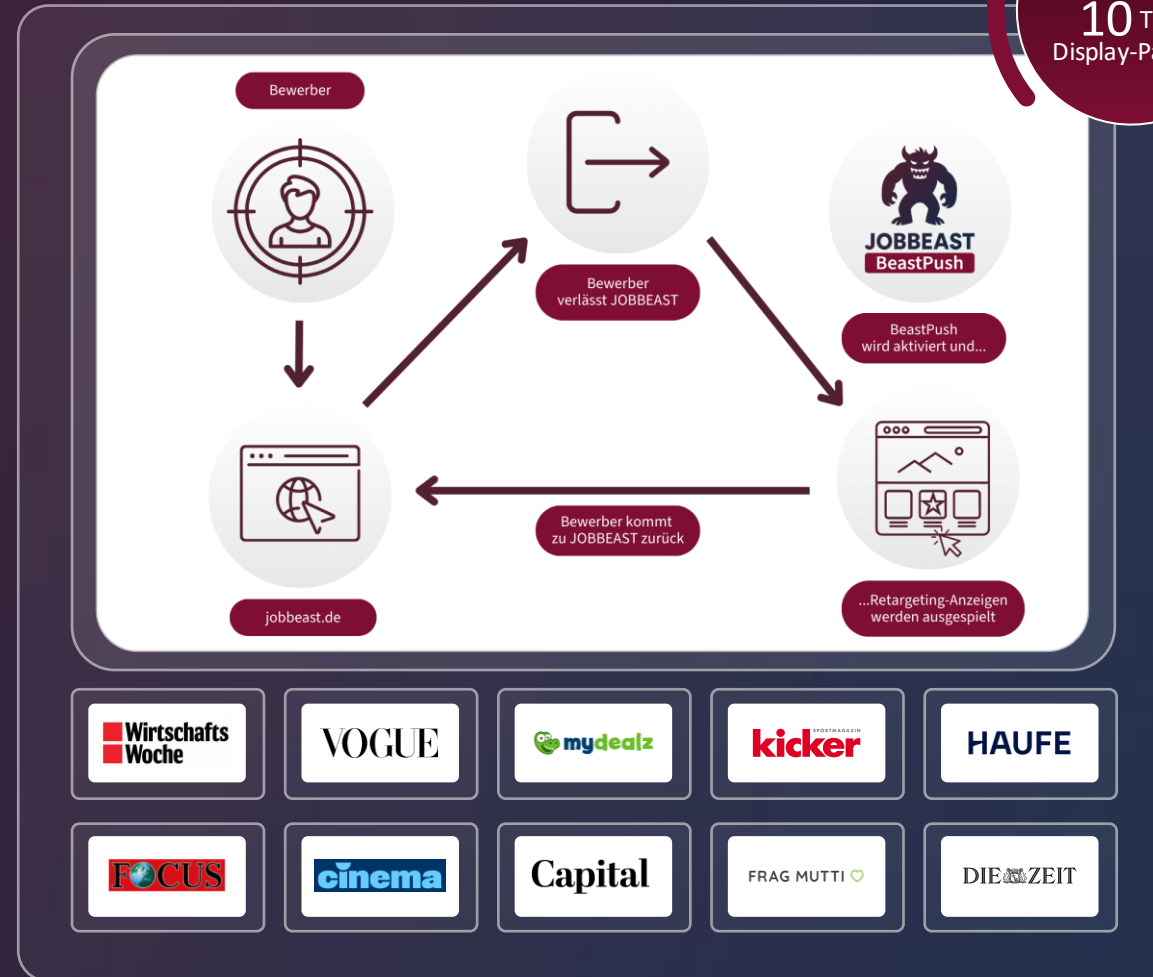 10
Display-Pa
Bewerber
JOBBEAST
BeastPush
Bewerber
verlässt JOBBEAST
BeastPush
wird aktiviert und...
Bewerber kommt
zu JOBBEAST zurück
jobbeast.de
...Retargeting-Anzeigen
werden ausgespielt
Wirtschafts
Woche
VOGUE
mydealz
SPORTMAGAZIN
kicker
HAUFE
FOCUS
cinema
Capital
FRAG MUTTI
DIE ZEIT